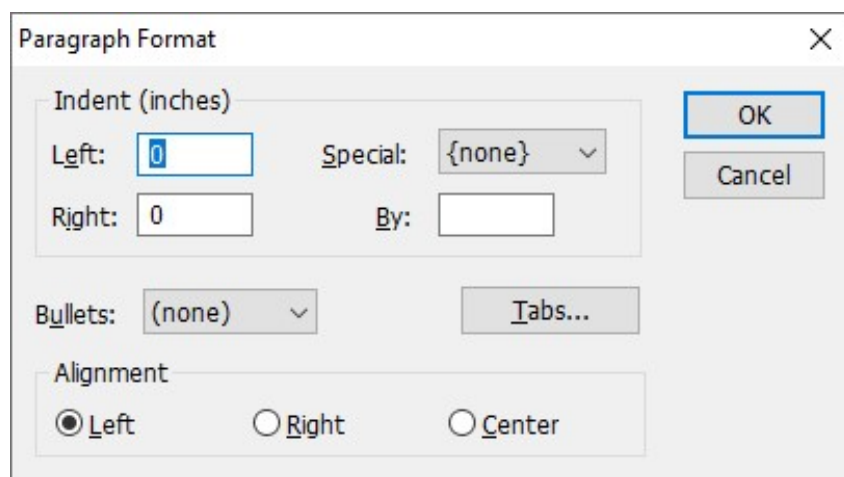 Paragraph Format
Indent (inches)
Left: 0 Special: {none}
Right: 0 By:
OK
Cancel
Bullets: (none) Tabs...
Alignment
Left Right Center